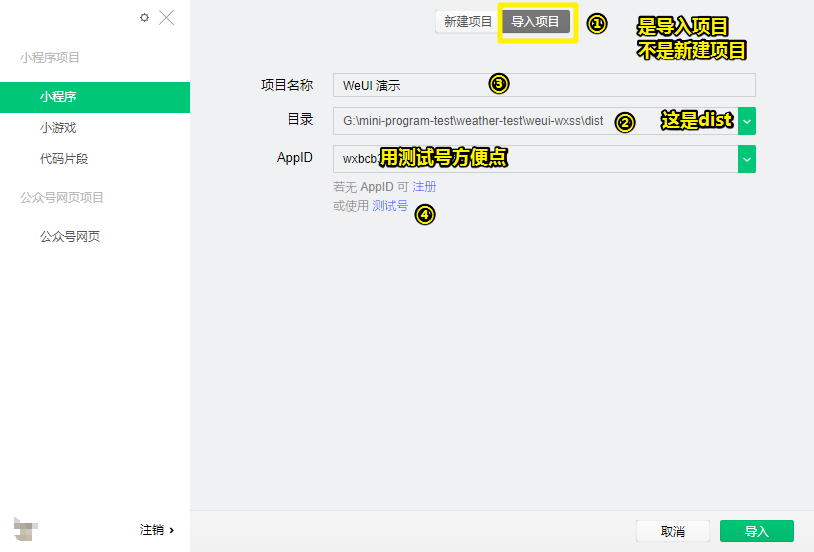 新建项目
导入项目
①
是导入项目
不是新建项目
小程序项目
小程序
小游戏
代码片段
公众号网页项目
公众号网页
项目名称
WeUI 演示
③
目录
G:\mini-program-test\weather-test\weui-wxss\dist
②
这是dist
AppID
wxbcb
用测试号方便点
若无 AppID 可 注册
或使用 测试号
④
注销
取消
导入